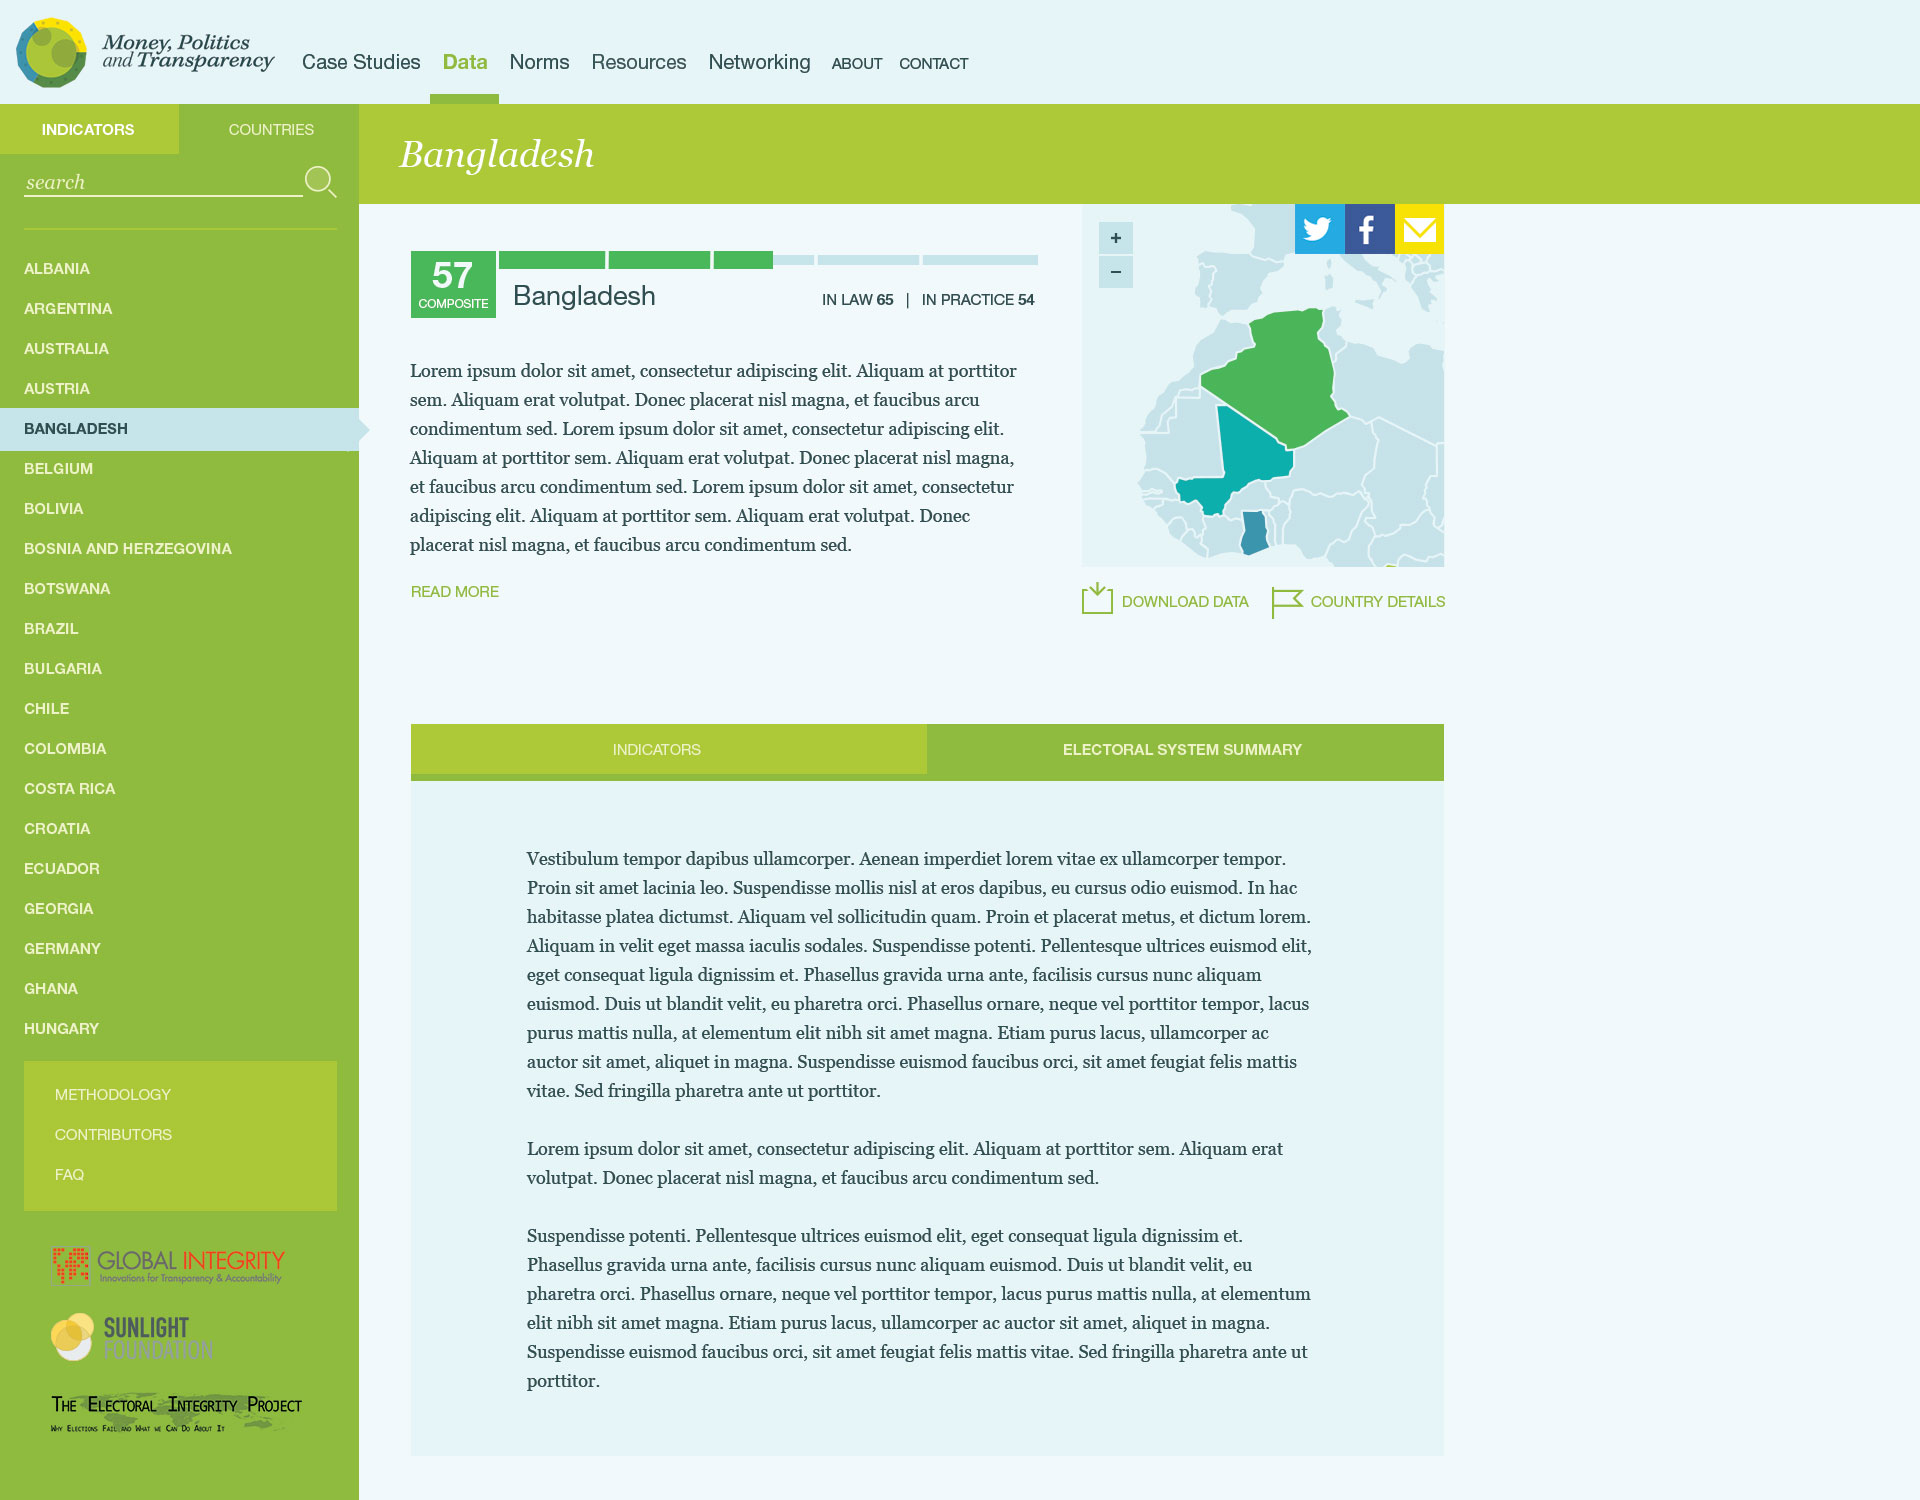 Money, Politics
and Transparency
Case Studies Data Norms Resources Networking ABOUT CONTACT
INDICATORS COUNTRIES
search
ALBANIA
ARGENTINA
AUSTRALIA
AUSTRIA
BANGLADESH
BELGIUM
BOLIVIA
BOSNIA AND HERZEGOVINA
BOTSWANA
BRAZIL
BULGARIA
CHILE
COLOMBIA
COSTA RICA
CROATIA
ECUADOR
GEORGIA
GERMANY
GHANA
HUNGARY
METHODOLOGY
CONTRIBUTORS
FAQ
GLOBAL INTEGRITY
Innovations for Transparency & Accountability
SUNLIGHT
FOUNDATION
THE ELECTORAL INTEGRITY PROJECT
WHY ELECTIONS FAIL AND WHAT WE CAN DO ABOUT IT
Bangladesh
57
COMPOSITE
Bangladesh
IN LAW 65 | IN PRACTICE 54
Lorem ipsum dolor sit amet, consectetur adipiscing elit. Aliquam at porttitor
sem. Aliquam erat volutpat. Donec placerat nisl magna, et faucibus arcu
condimentum sed. Lorem ipsum dolor sit amet, consectetur adipiscing elit.
Aliquam at porttitor sem. Aliquam erat volutpat. Donec placerat nisl magna,
et faucibus arcu condimentum sed. Lorem ipsum dolor sit amet, consectetur
adipiscing elit. Aliquam at porttitor sem. Aliquam erat volutpat. Donec
placerat nisl magna, et faucibus arcu condimentum sed.
READ MORE
+
−
DOWNLOAD DATA COUNTRY DETAILS
INDICATORS ELECTORAL SYSTEM SUMMARY
Vestibulum tempor dapibus ullamcorper. Aenean imperdiet lorem vitae ex ullamcorper tempor.
Proin sit amet lacinia leo. Suspendisse mollis nisl at eros dapibus, eu cursus odio euismod. In hac
habitasse platea dictumst. Aliquam vel sollicitudin quam. Proin et placerat metus, et dictum lorem.
Aliquam in velit eget massa iaculis sodales. Suspendisse potenti. Pellentesque ultrices euismod elit,
eget consequat ligula dignissim et. Phasellus gravida urna ante, facilisis cursus nunc aliquam
euismod. Duis ut blandit velit, eu pharetra orci. Phasellus ornare, neque vel porttitor tempor, lacus
purus mattis nulla, at elementum elit nibh sit amet magna. Etiam purus lacus, ullamcorper ac
auctor sit amet, aliquet in magna. Suspendisse euismod faucibus orci, sit amet feugiat felis mattis
vitae. Sed fringilla pharetra ante ut porttitor.
Lorem ipsum dolor sit amet, consectetur adipiscing elit. Aliquam at porttitor sem. Aliquam erat
volutpat. Donec placerat nisl magna, et faucibus arcu condimentum sed.
Suspendisse potenti. Pellentesque ultrices euismod elit, eget consequat ligula dignissim et.
Phasellus gravida urna ante, facilisis cursus nunc aliquam euismod. Duis ut blandit velit, eu
pharetra orci. Phasellus ornare, neque vel porttitor tempor, lacus purus mattis nulla, at elementum
elit nibh sit amet magna. Etiam purus lacus, ullamcorper ac auctor sit amet, aliquet in magna.
Suspendisse euismod faucibus orci, sit amet feugiat felis mattis vitae. Sed fringilla pharetra ante ut
porttitor.